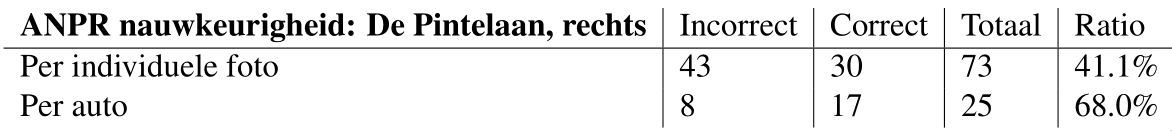 ANPR nauwkeurigheid: De Pintelaan, rechts Incorrect Correct Totaal Ratio
Per individuele foto 43 30 73 41.1%
Per auto 8 17 25 68.0%